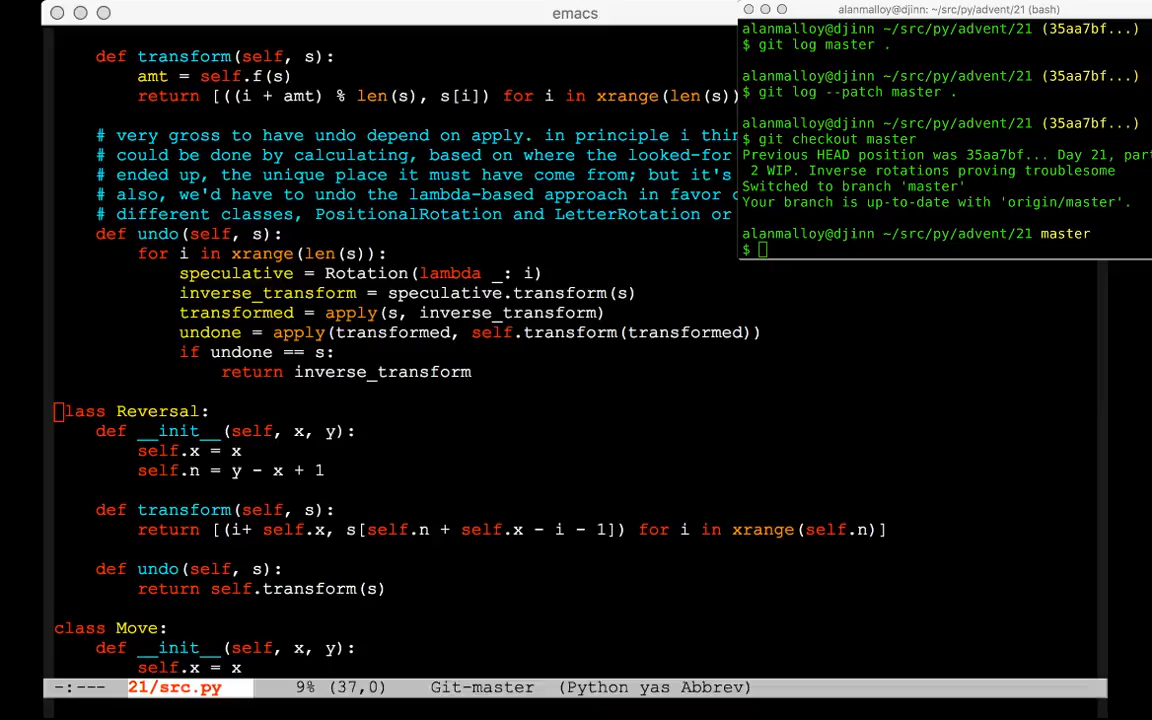 emacs
def transform(self, s):
amt = self.f(s)
return [((i + amt) % len(s), s[i]) for i in xrange(len(s))
# very gross to have undo depend on apply. in principle i thin
# could be done by calculating, based on where the looked-for
# ended up, the unique place it must have come from; but it's
# also, we'd have to undo the lambda-based approach in favor o
# different classes, PositionalRotation and LetterRotation or
def undo(self, s):
for i in xrange(len(s)):
speculative = Rotation(lambda _: i)
inverse_transform = speculative.transform(s)
transformed = apply(s, inverse_transform)
undone = apply(transformed, self.transform(transformed))
if undone == s:
return inverse_transform
class Reversal:
def __init__(self, x, y):
self.x = x
self.n = y - x + 1
def transform(self, s):
return [(i+ self.x, s[self.n + self.x - i - 1]) for i in xrange(self.n)]
def undo(self, s):
return self.transform(s)
class Move:
def __init__(self, x, y):
self.x = x
-:--- 21/src.py 9% (37,0) Git-master (Python yas Abbrev)
alanmalloy@djinn: ~/src/py/advent/21 (bash)
alanmalloy@djinn ~/src/py/advent/21 (35aa7bf...)
$ git log master .
alanmalloy@djinn ~/src/py/advent/21 (35aa7bf...)
$ git log --patch master .
alanmalloy@djinn ~/src/py/advent/21 (35aa7bf...)
$ git checkout master
Previous HEAD position was 35aa7bf... Day 21, part
2 WIP. Inverse rotations proving troublesome
Switched to branch 'master'
Your branch is up-to-date with 'origin/master'.
alanmalloy@djinn ~/src/py/advent/21 master
$